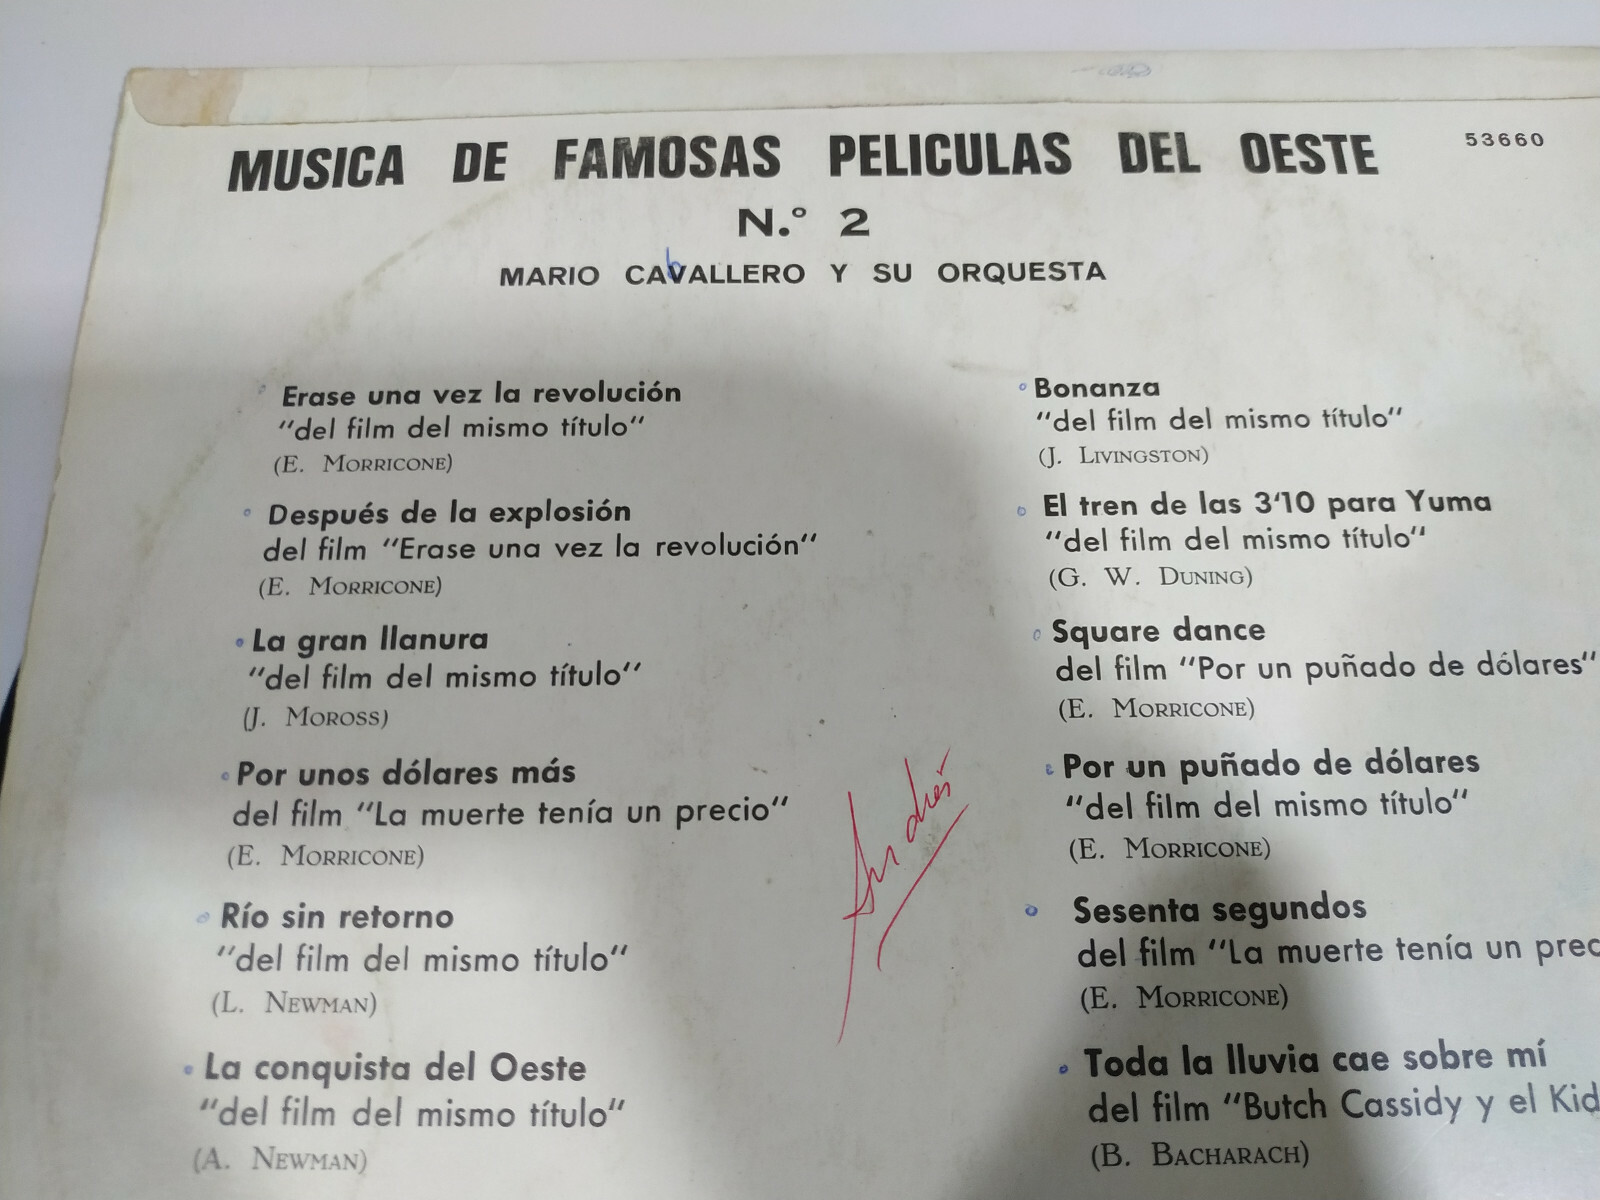 MUSICA DE FAMOSAS PELICULAS DEL OESTE
53660
N.º 2
MARIO CAVALLERO Y SU ORQUESTA
Erase una vez la revolución
"del film del mismo título"
(E. MORRICONE)
Después de la explosión
del film "Erase una vez la revolución"
(E. MORRICONE)
La gran llanura
"del film del mismo título"
(J. MOROSS)
Por unos dólares más
del film "La muerte tenía un precio"
(E. MORRICONE)
Río sin retorno
"del film del mismo título"
(L. NEWMAN)
La conquista del Oeste
"del film del mismo título"
(A. NEWMAN)
Bonanza
"del film del mismo título"
(J. LIVINGSTON)
El tren de las 3'10 para Yuma
"del film del mismo título"
(G. W. DUNING)
Square dance
del film "Por un puñado de dólares"
(E. MORRICONE)
Por un puñado de dólares
"del film del mismo título"
(E. MORRICONE)
Sesenta segundos
del film "La muerte tenía un prec
(E. MORRICONE)
Toda la lluvia cae sobre mí
del film "Butch Cassidy y el Kid
(B. BACHARACH)
Andrés